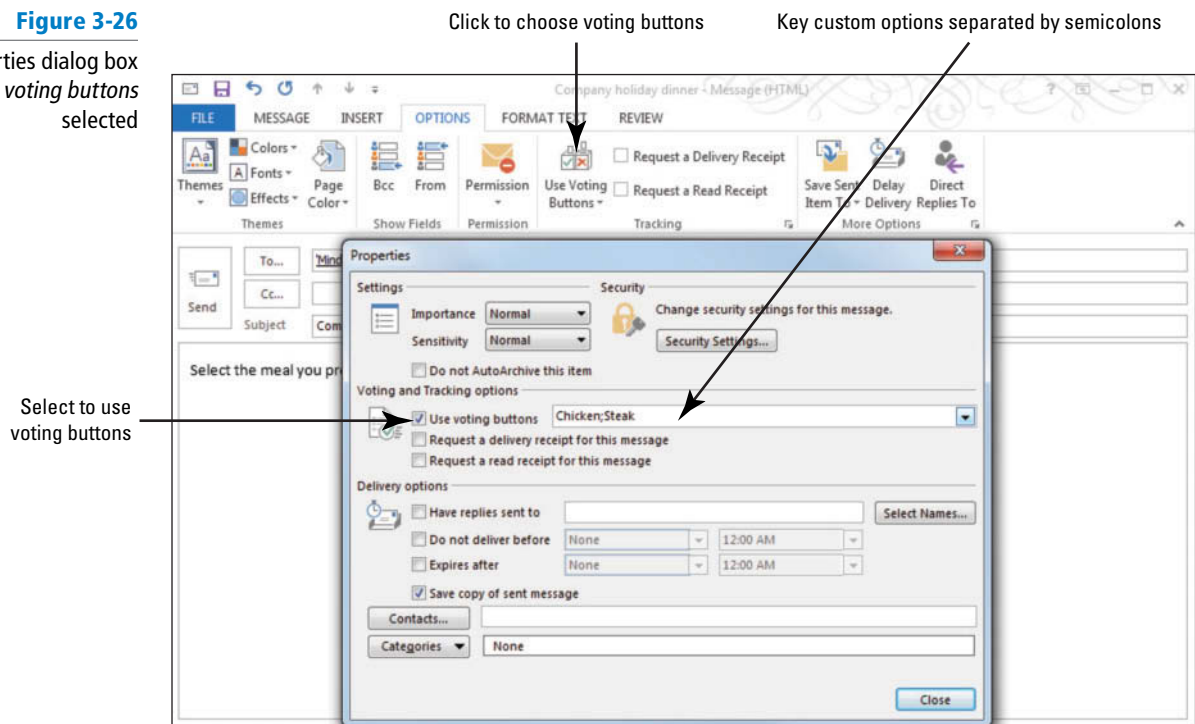 Figure 3-26
rties dialog box
voting buttons
selected
Click to choose voting buttons
Key custom options separated by semicolons
Company holiday dinner - Message (HTML)
FILE MESSAGE INSERT OPTIONS FORMAT TEXT REVIEW
Themes
Colors
Fonts
Effects
Page Color
Bcc
From
Permission
Use Voting Buttons
Request a Delivery Receipt
Request a Read Receipt
Save Sent Item To
Delay Delivery
Direct Replies To
Themes Show Fields Permission Tracking More Options
Send
To...
'Mind
Cc...
Subject
Com
Select the meal you pr
Select to use
voting buttons
Properties
Settings
Importance Normal
Sensitivity Normal
Do not AutoArchive this item
Security
Change security settings for this message.
Security Settings...
Voting and Tracking options
Use voting buttons Chicken;Steak
Request a delivery receipt for this message
Request a read receipt for this message
Delivery options
Have replies sent to Select Names...
Do not deliver before None 12:00 AM
Expires after None 12:00 AM
Save copy of sent message
Contacts...
Categories None
Close